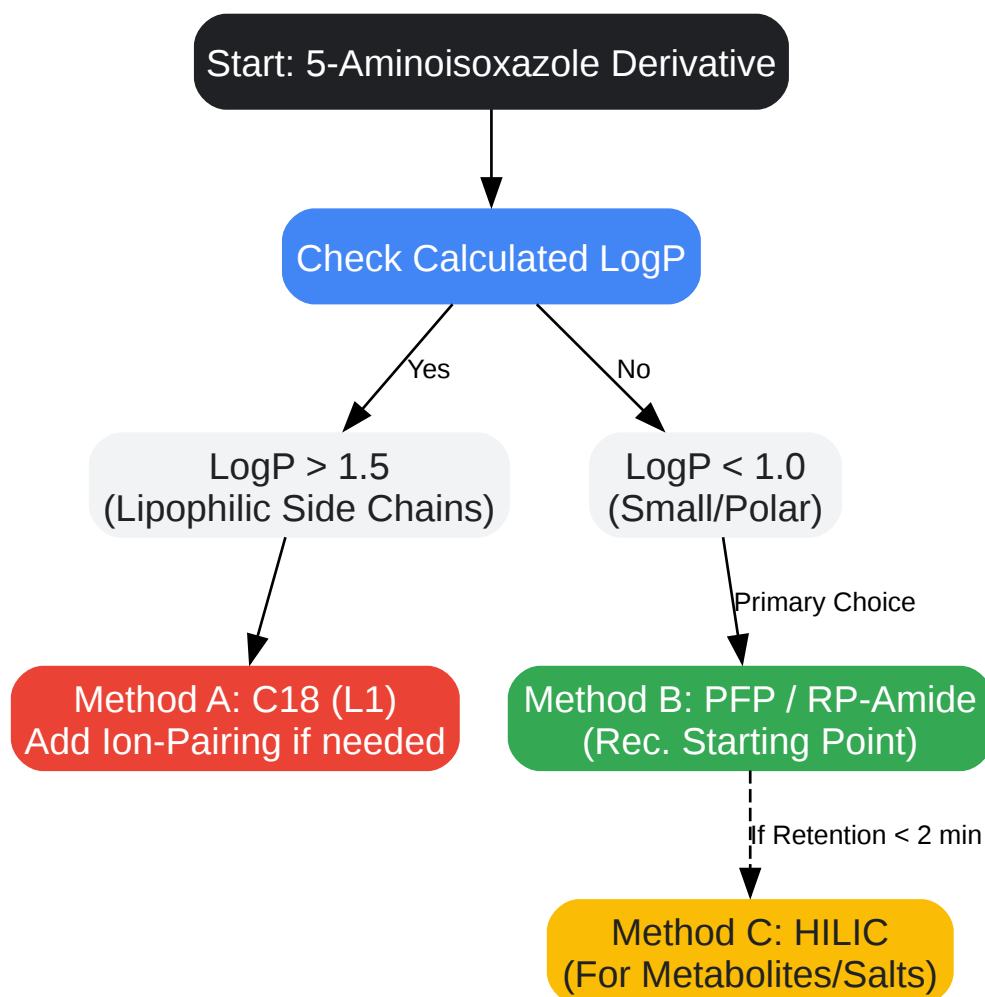 Start: 5-Aminoisoxazole Derivative
Check Calculated LogP
Yes
No
LogP > 1.5
(Lipophilic Side Chains)
LogP < 1.0
(Small/Polar)
Primary Choice
Method A: C18 (L1)
Add Ion-Pairing if needed
Method B: PFP / RP-Amide
(Rec. Starting Point)
If Retention < 2 min
Method C: HILIC
(For Metabolites/Salts)